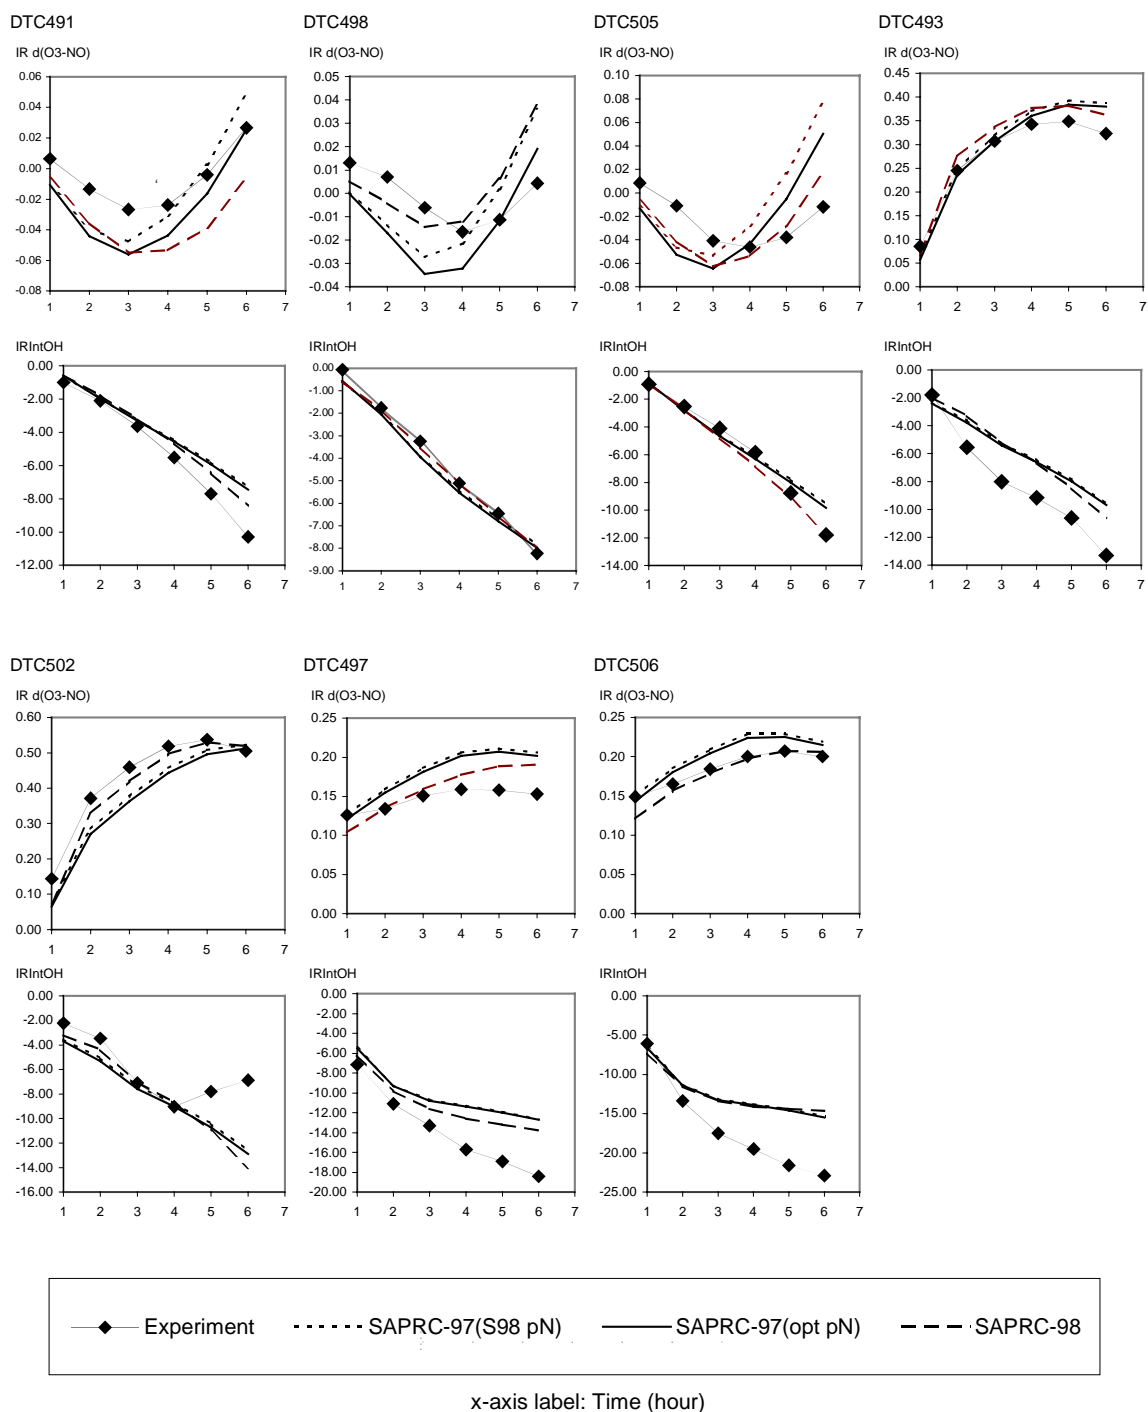 DTC491 DTC498 DTC505 DTC493
IR d(O3-NO) IR d(O3-NO) IR d(O3-NO) IR d(O3-NO)
0.06 0.05 0.10 0.45
0.04 0.04 0.08 0.40
0.02 0.03 0.06 0.35
0.00 0.02 0.04 0.30
-0.02 0.01 0.02 0.25
-0.04 0.00 0.00 0.20
-0.06 -0.01 -0.02 0.15
-0.08 -0.02 -0.04 0.10
-0.03 -0.06 0.05
-0.04 -0.08 0.00
1 2 3 4 5 6 7 1 2 3 4 5 6 7 1 2 3 4 5 6 7 1 2 3 4 5 6 7
IRIntOH IRIntOH IRIntOH IRIntOH
0.00 0.00 0.00 0.00
-2.00 -1.00 -2.00 -2.00
-4.00 -2.00 -4.00 -4.00
-6.00 -3.00 -6.00 -6.00
-8.00 -4.00 -8.00 -8.00
-10.00 -5.00 -10.00 -10.00
-12.00 -6.00 -12.00 -12.00
-7.00 -14.00 -14.00
-8.00
-9.00
1 2 3 4 5 6 7 1 2 3 4 5 6 7 1 2 3 4 5 6 7 1 2 3 4 5 6 7
DTC502 DTC497 DTC506
IR d(O3-NO) IR d(O3-NO) IR d(O3-NO)
0.60 0.25 0.25
0.50 0.20 0.20
0.40 0.15 0.15
0.30 0.10 0.10
0.20 0.05 0.05
0.10 0.00 0.00
0.00
1 2 3 4 5 6 7 1 2 3 4 5 6 7 1 2 3 4 5 6 7
IRIntOH IRIntOH IRIntOH
0.00 0.00 0.00
-2.00 -2.00 -5.00
-4.00 -4.00 -10.00
-6.00 -6.00 -15.00
-8.00 -8.00 -20.00
-10.00 -10.00 -25.00
-12.00 -12.00
-14.00 -14.00
-16.00 -16.00
-18.00
-20.00
1 2 3 4 5 6 7 1 2 3 4 5 6 7 1 2 3 4 5 6 7
Experiment SAPRC-97(S98 pN) SAPRC-97(opt pN) SAPRC-98
x-axis label: Time (hour)